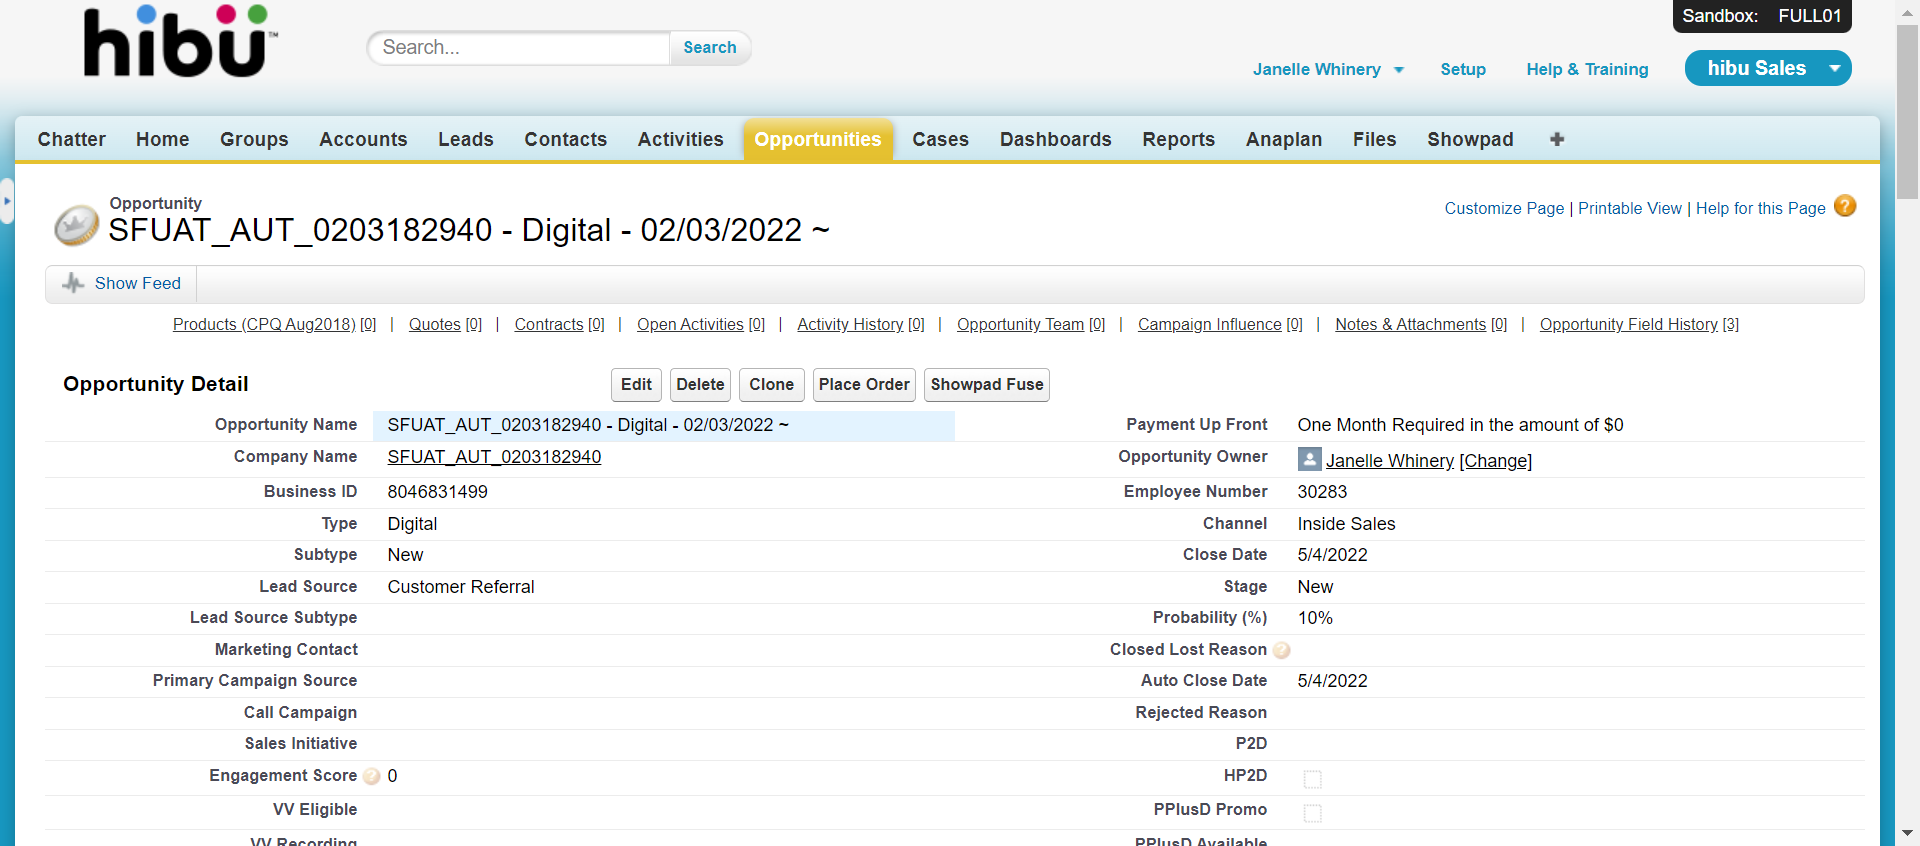 hibu™
Search...
Search
Sandbox: FULL01
Janelle Whinery
Setup
Help & Training
hibu Sales
Chatter Home Groups Accounts Leads Contacts Activities Opportunities Cases Dashboards Reports Anaplan Files Showpad
Opportunity
SFUAT_AUT_0203182940 - Digital - 02/03/2022 ~
Customize Page | Printable View | Help for this Page ?
Show Feed
Products (CPQ Aug2018) [0] | Quotes [0] | Contracts [0] | Open Activities [0] | Activity History [0] | Opportunity Team [0] | Campaign Influence [0] | Notes & Attachments [0] | Opportunity Field History [3]
Opportunity Detail
Edit Delete Clone Place Order Showpad Fuse
Opportunity Name SFUAT_AUT_0203182940 - Digital - 02/03/2022 ~ Payment Up Front One Month Required in the amount of $0
Company Name SFUAT_AUT_0203182940 Opportunity Owner Janelle Whinery [Change]
Business ID 8046831499 Employee Number 30283
Type Digital Channel Inside Sales
Subtype New Close Date 5/4/2022
Lead Source Customer Referral Stage New
Lead Source Subtype Probability (%) 10%
Marketing Contact Closed Lost Reason ?
Primary Campaign Source Auto Close Date 5/4/2022
Call Campaign Rejected Reason
Sales Initiative P2D
Engagement Score ? 0 HP2D
VV Eligible PPlusD Promo
VV Recording PPlusD Available